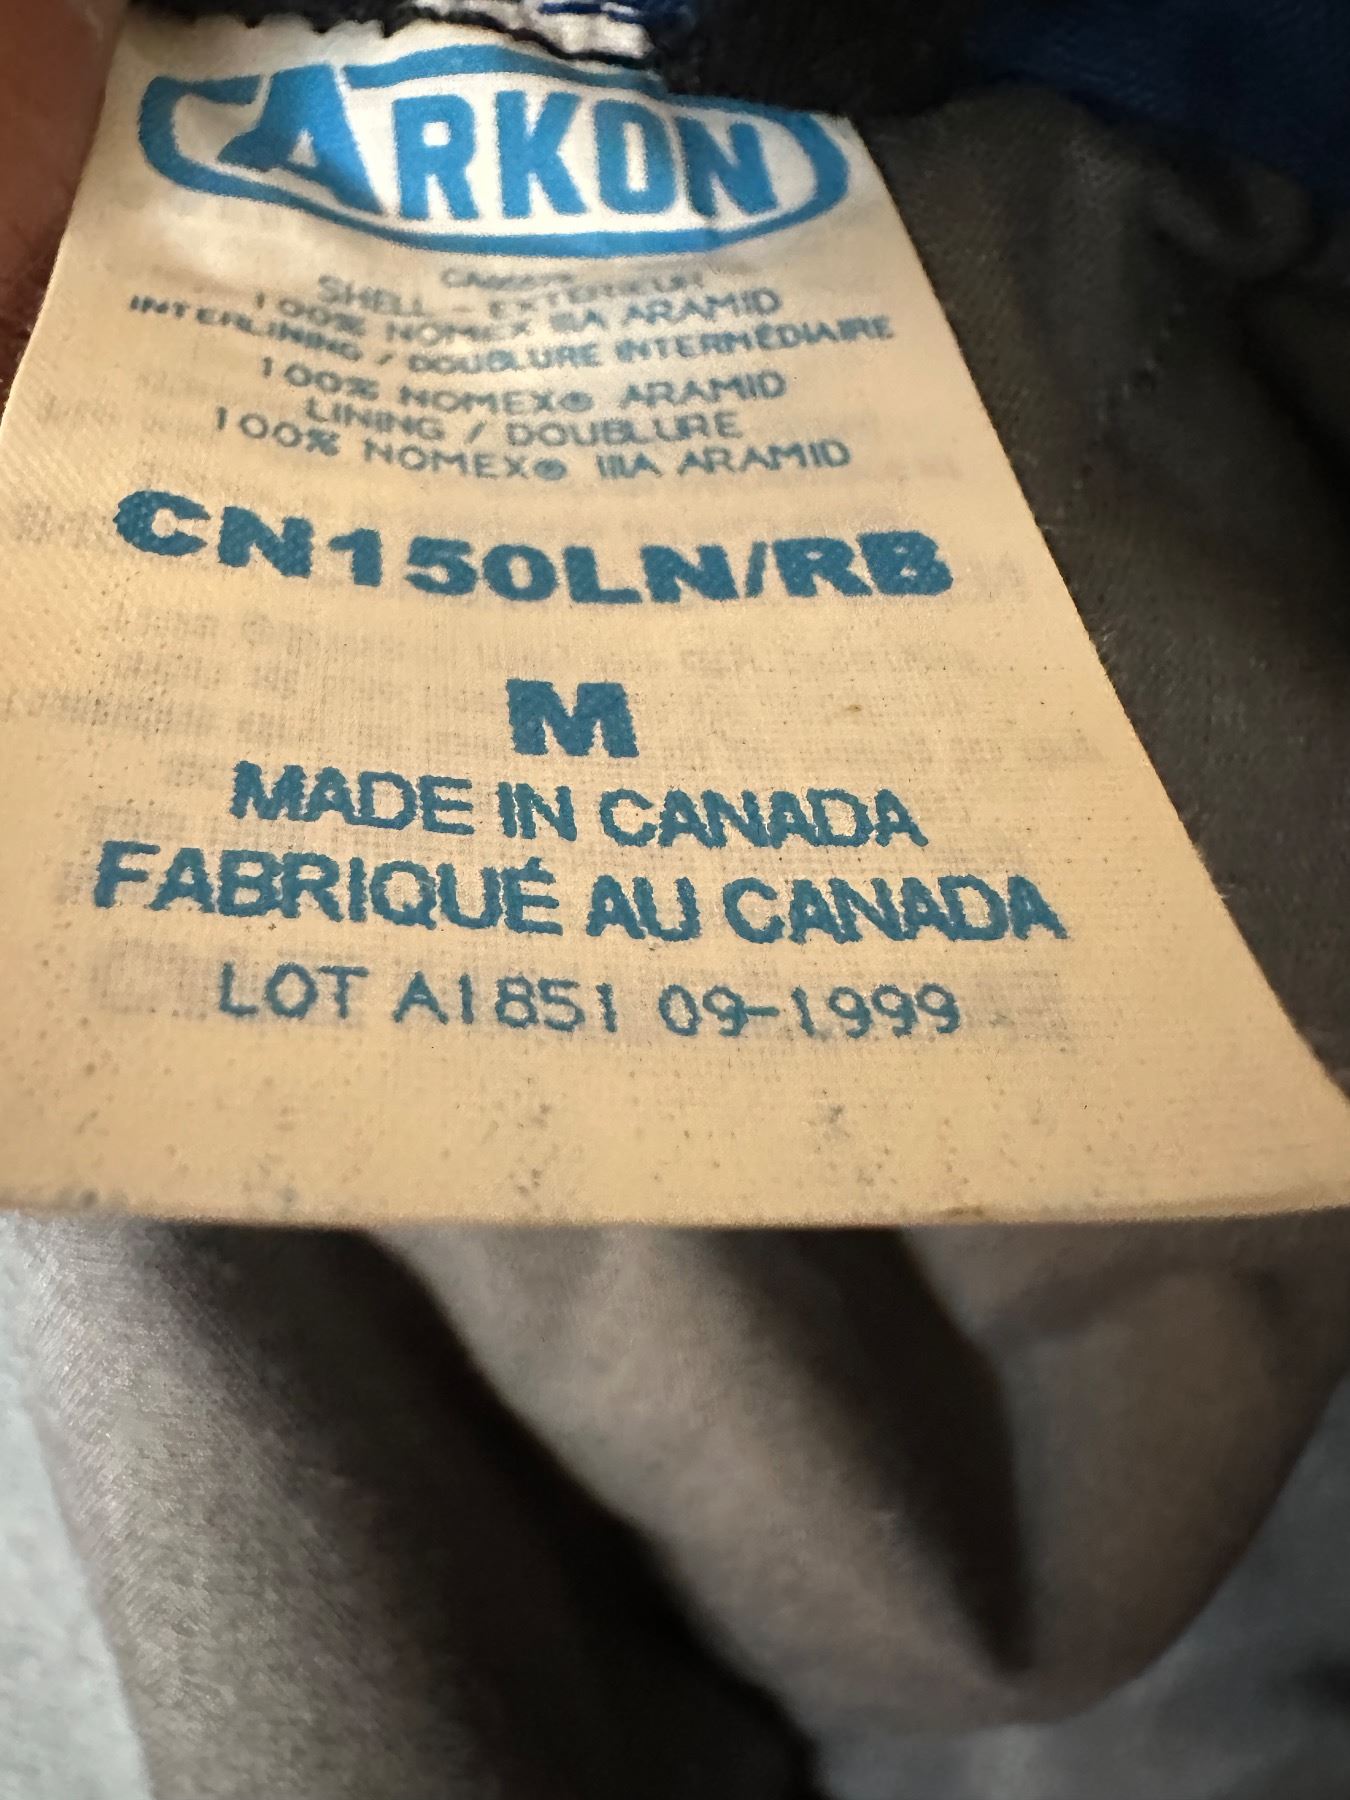 ARKON
SHELL - EXTERIEUR
100% NOMEX IIIA ARAMID
INTERLINING / DOUBLURE INTERMÉDIAIRE
100% NOMEX® ARAMID
LINING / DOUBLURE
100% NOMEX® IIIA ARAMID
CN150LN/RB
M
MADE IN CANADA
FABRIQUÉ AU CANADA
LOT A1851 09-1999